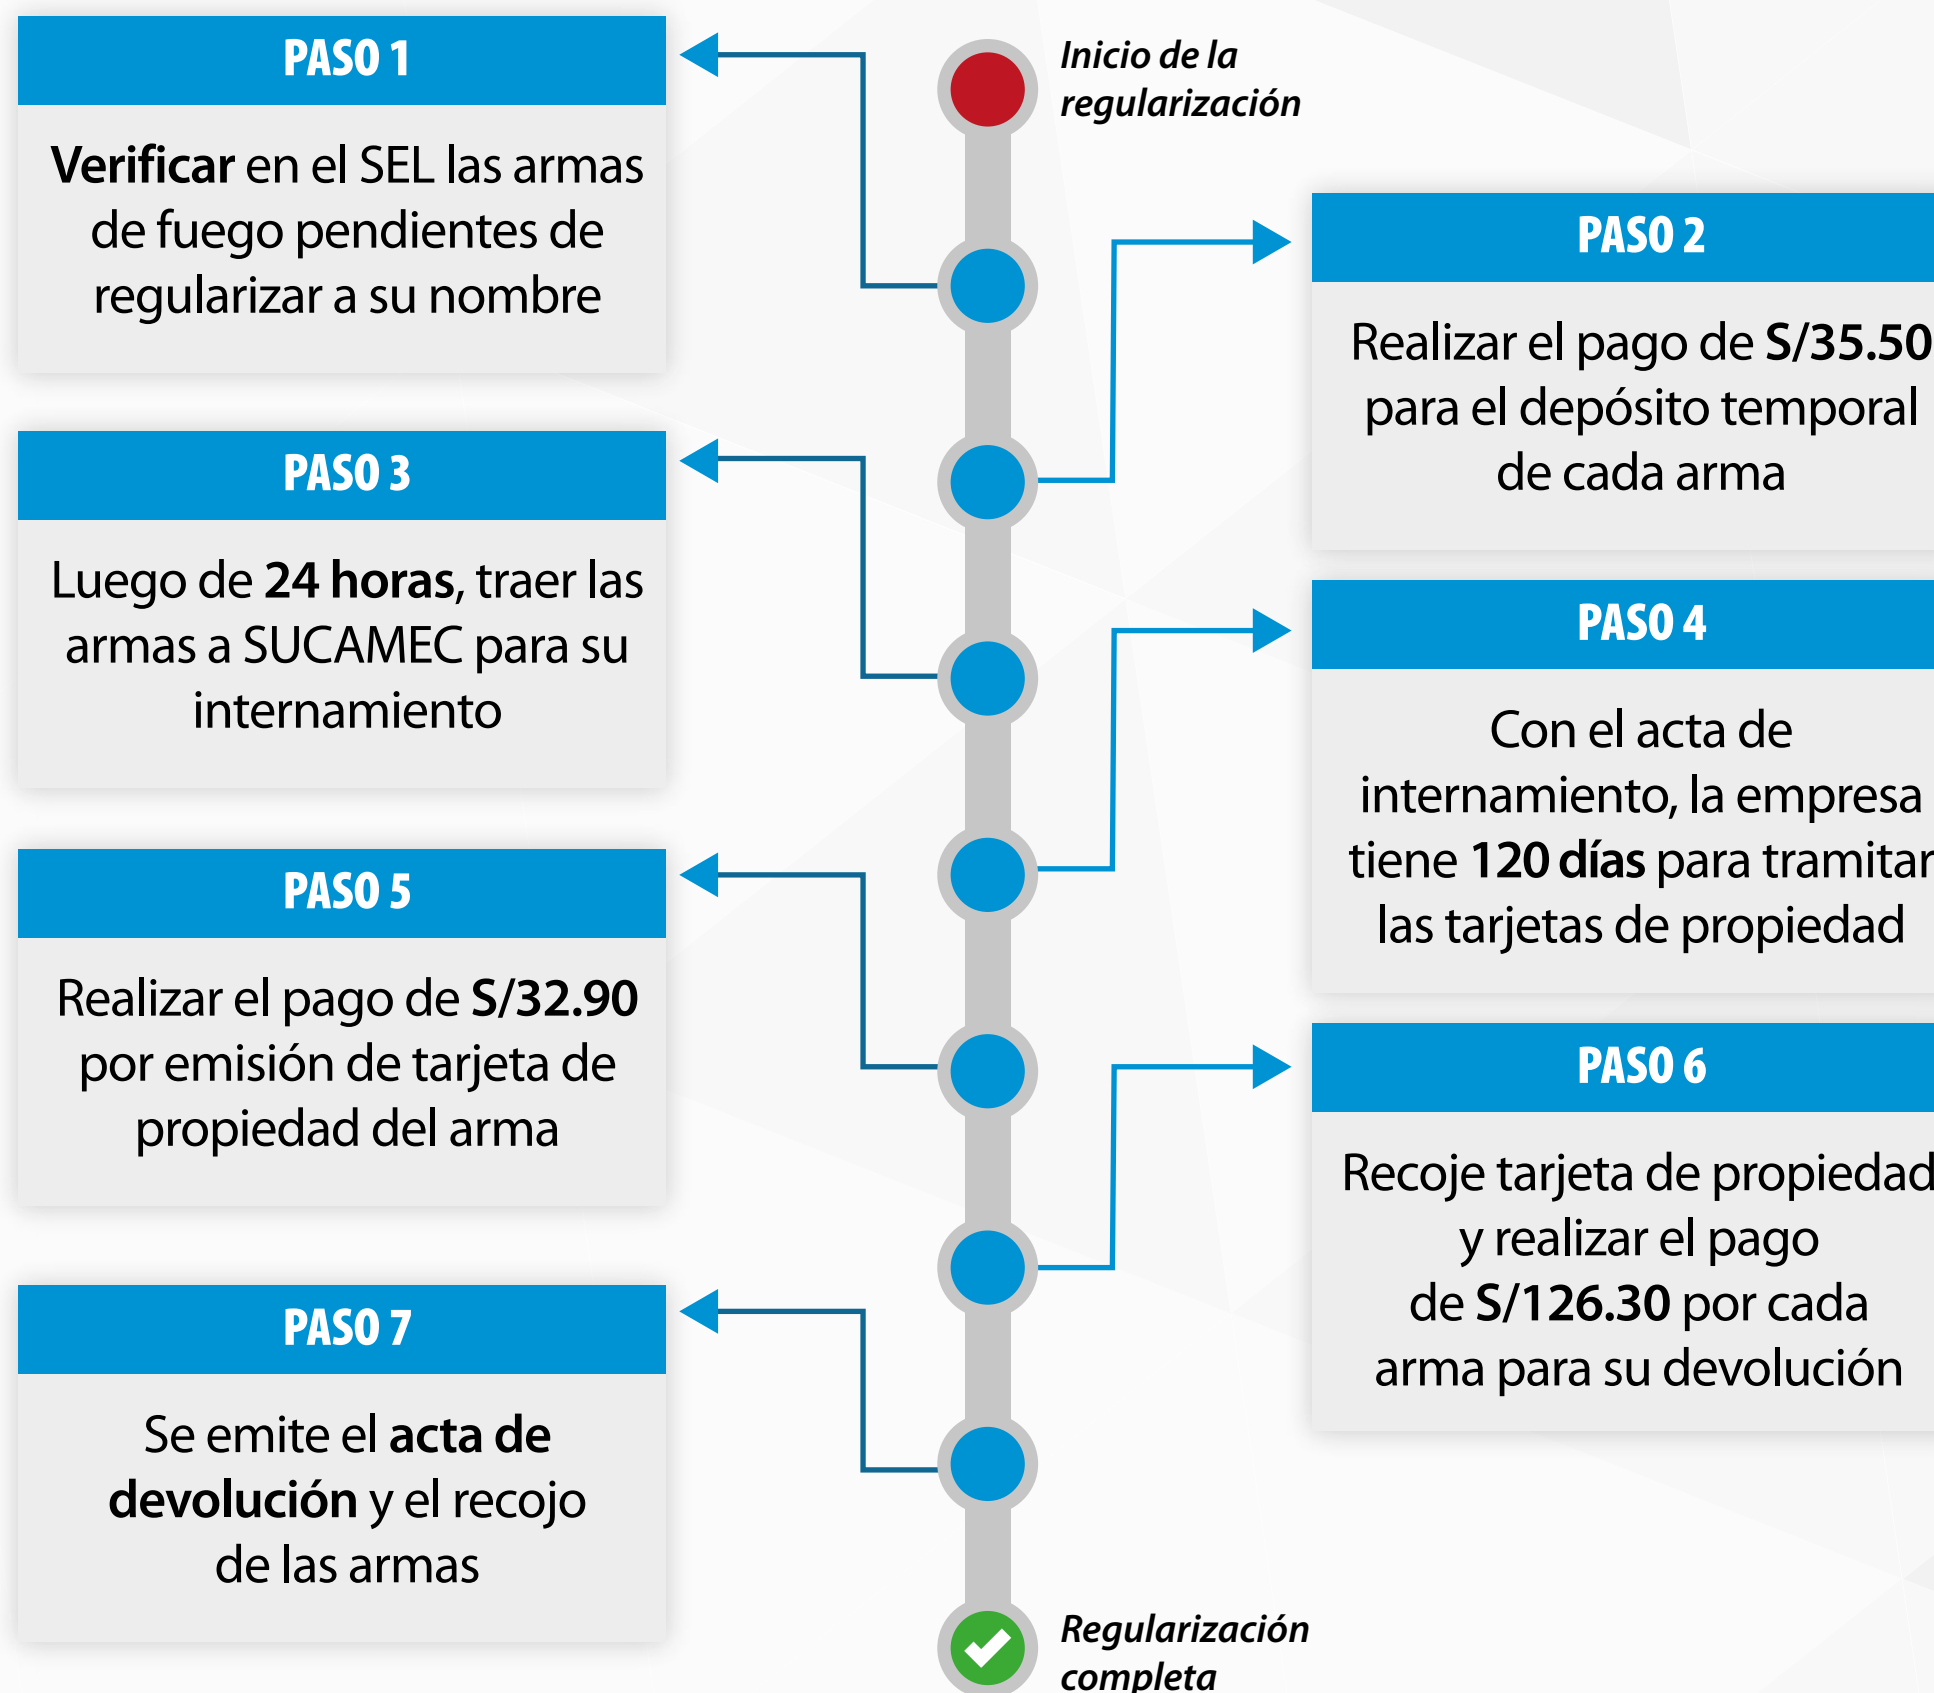 Inicio de la
regularización
PASO 1
Verificar en el SEL las armas
de fuego pendientes de
regularizar a su nombre
PASO 2
Realizar el pago de S/35.50
para el depósito temporal
de cada arma
PASO 3
Luego de 24 horas, traer las
armas a SUCAMEC para su
internamiento
PASO 4
Con el acta de
internamiento, la empresa
tiene 120 días para tramitar
las tarjetas de propiedad
PASO 5
Realizar el pago de S/32.90
por emisión de tarjeta de
propiedad del arma
PASO 6
Recoje tarjeta de propiedad
y realizar el pago
de S/126.30 por cada
arma para su devolución
PASO 7
Se emite el acta de
devolución y el recojo
de las armas
Regularización
completa